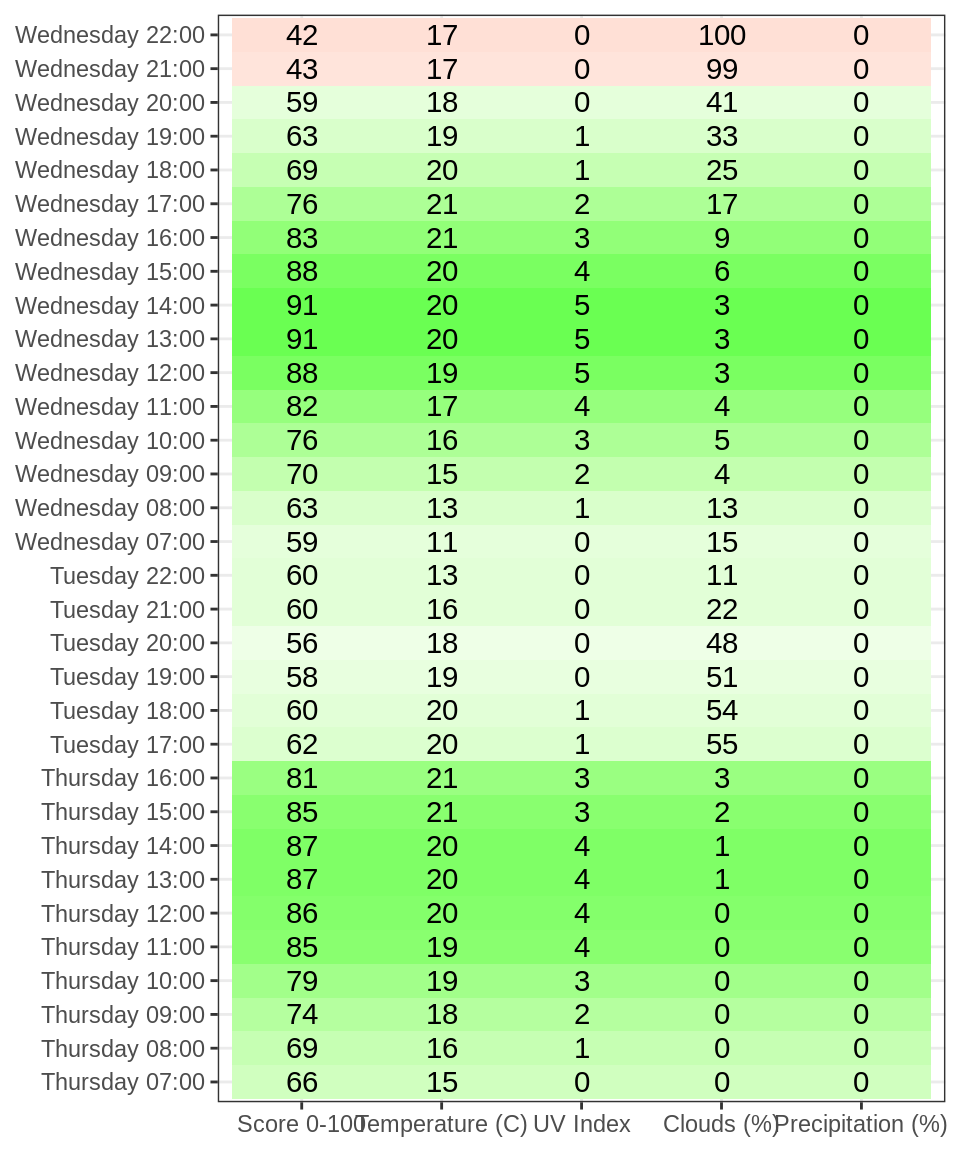 Wednesday 22:00 42 17 0 100 0
Wednesday 21:00 43 17 0 99 0
Wednesday 20:00 59 18 0 41 0
Wednesday 19:00 63 19 1 33 0
Wednesday 18:00 69 20 1 25 0
Wednesday 17:00 76 21 2 17 0
Wednesday 16:00 83 21 3 9 0
Wednesday 15:00 88 20 4 6 0
Wednesday 14:00 91 20 5 3 0
Wednesday 13:00 91 20 5 3 0
Wednesday 12:00 88 19 5 3 0
Wednesday 11:00 82 17 4 4 0
Wednesday 10:00 76 16 3 5 0
Wednesday 09:00 70 15 2 4 0
Wednesday 08:00 63 13 1 13 0
Wednesday 07:00 59 11 0 15 0
Tuesday 22:00 60 13 0 11 0
Tuesday 21:00 60 16 0 22 0
Tuesday 20:00 56 18 0 48 0
Tuesday 19:00 58 19 0 51 0
Tuesday 18:00 60 20 1 54 0
Tuesday 17:00 62 20 1 55 0
Thursday 16:00 81 21 3 3 0
Thursday 15:00 85 21 3 2 0
Thursday 14:00 87 20 4 1 0
Thursday 13:00 87 20 4 1 0
Thursday 12:00 86 20 4 0 0
Thursday 11:00 85 19 4 0 0
Thursday 10:00 79 19 3 0 0
Thursday 09:00 74 18 2 0 0
Thursday 08:00 69 16 1 0 0
Thursday 07:00 66 15 0 0 0
Score 0-100 Temperature (C) UV Index Clouds (%) Precipitation (%)